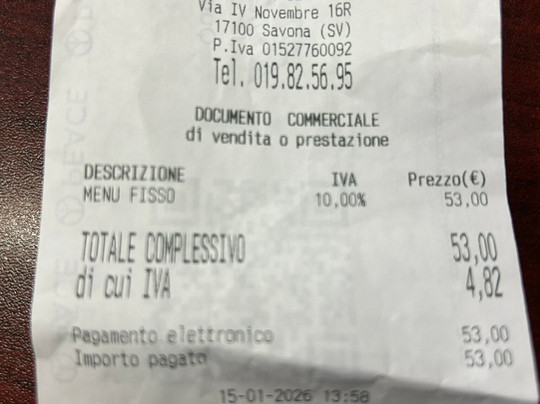 Via IV Novembre 16R
17100 Savona (SV)
P.Iva 01527760092
Tel. 019.82.56.95
DOCUMENTO COMMERCIALE
di vendita o prestazione
DESCRIZIONE IVA Prezzo(€)
MENU FISSO 10,00% 53,00
TOTALE COMPLESSIVO 53,00
di cui IVA 4,82
Pagamento elettronico 53,00
Importo pagato 53,00
15-01-2026 13:58